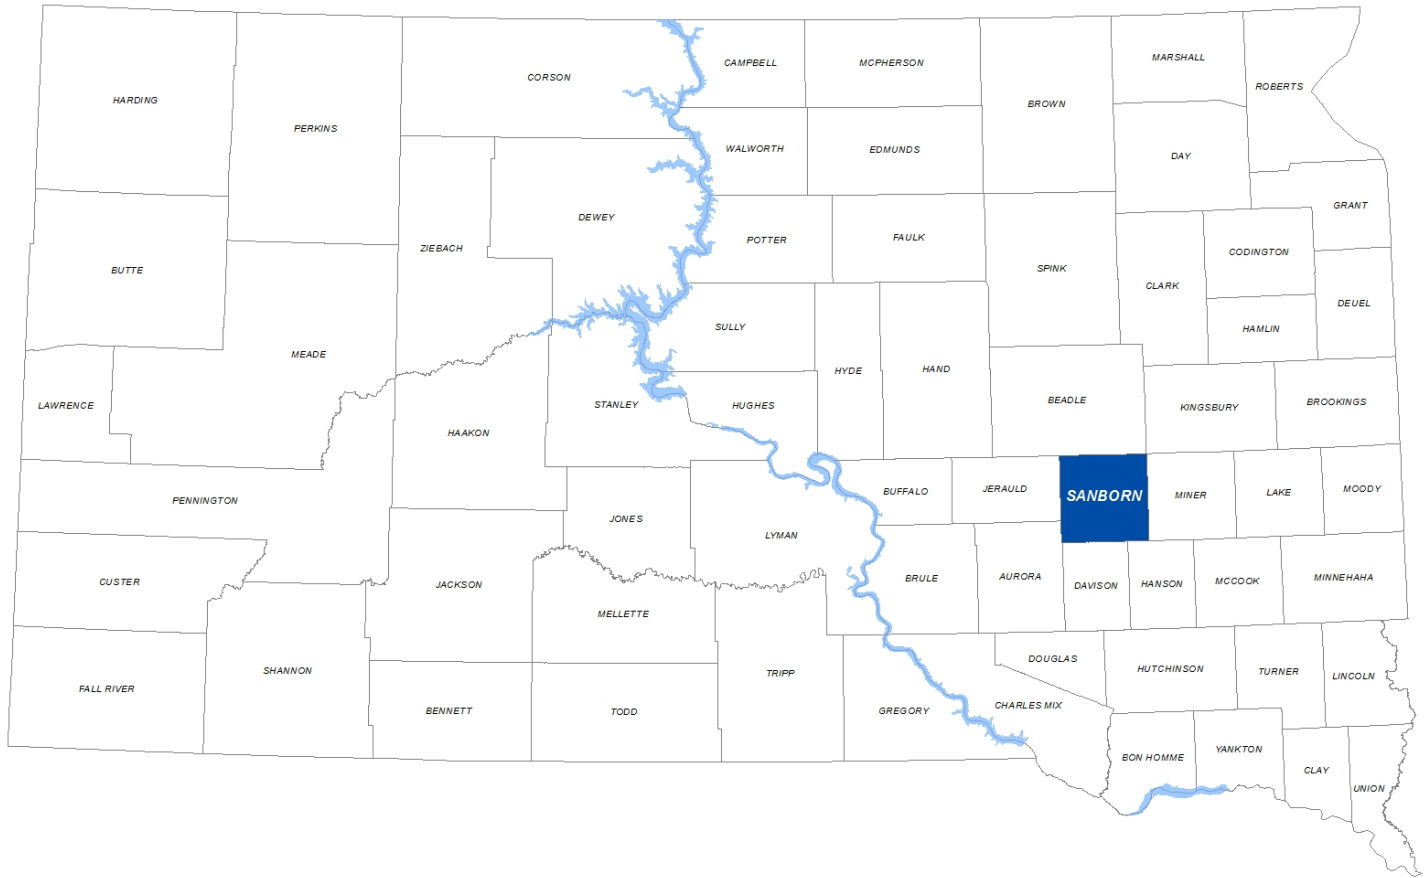 MARSHALL
CAMPBELL
MCPHERSON
CORSON
ROBERTS
HARDING
BROWN
PERKINS
WALWORTH
EDMUNDS
DAY
GRANT
DEWEY
POTTER
FAULK
ZIEBACH
CODINGTON
BUTTE
SPINK
CLARK
DEUEL
SULLY
HAMLIN
MEADE
HYDE
HAND
LAWRENCE
STANLEY
HUGHES
BEADLE
KINGSBURY
BROOKINGS
HAAKON
PENNINGTON
BUFFALO
JERAULD
SANBORN
MINER
LAKE
MOODY
JONES
LYMAN
CUSTER
JACKSON
BRULE
AURORA
DAVISON
HANSON
MCCOOK
MINNEHAHA
MELLETTE
SHANNON
TRIPP
DOUGLAS
HUTCHINSON
TURNER
LINCOLN
FALL RIVER
BENNETT
TODD
GREGORY
CHARLES MIX
BON HOMME
YANKTON
CLAY
UNION